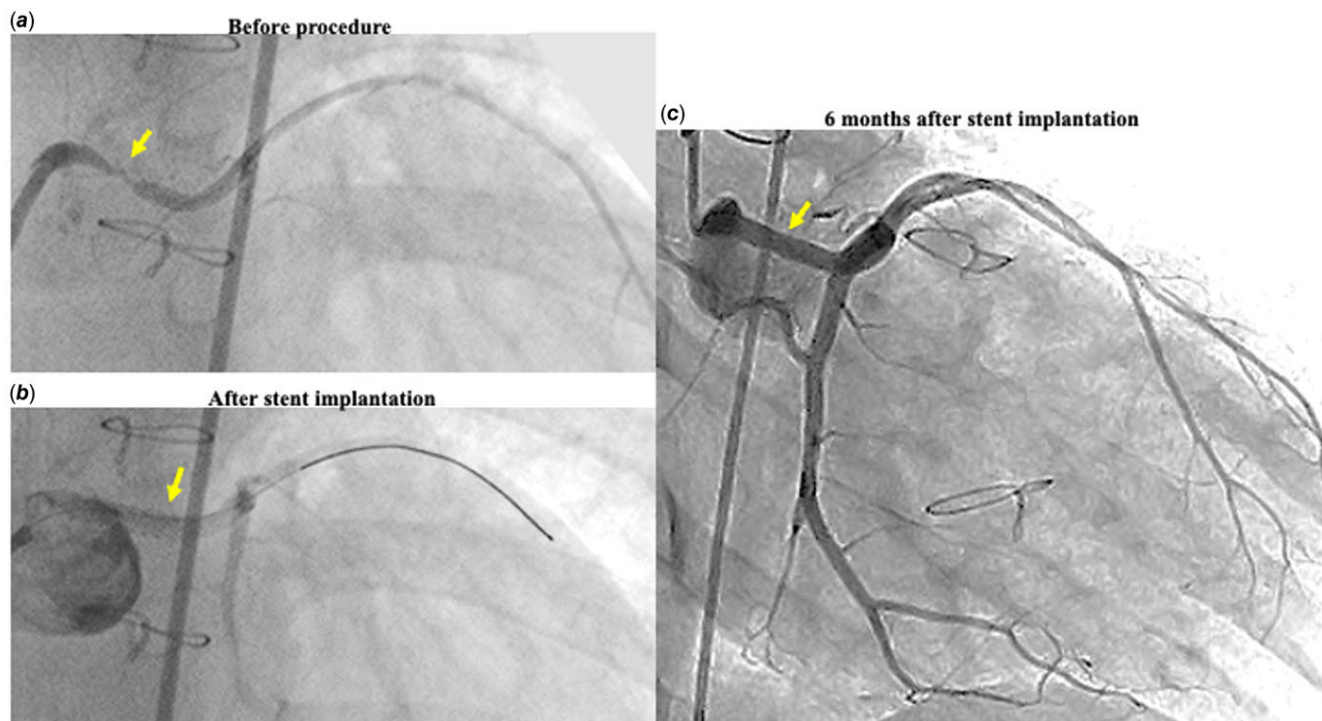 (a)
Before procedure
(b)
After stent implantation
(c)
6 months after stent implantation